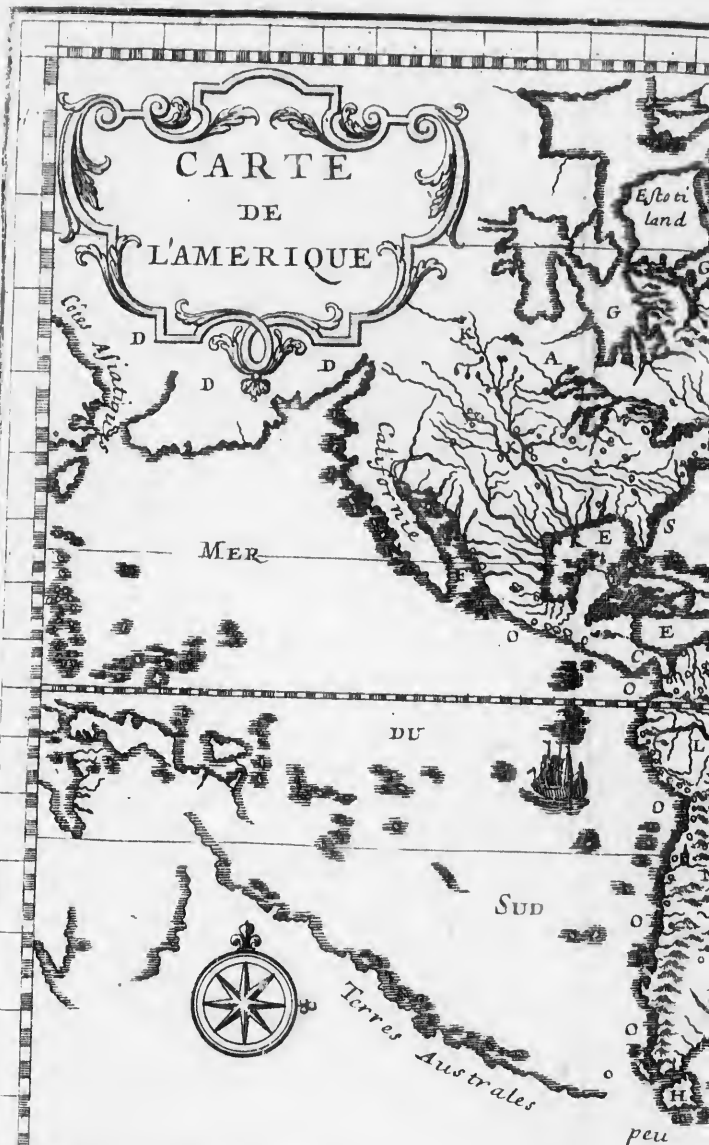 CARTE
DE
L'AMERIQUE
Estoti
land
G
Côtes Asiatiques
D
D
D
K
A
G
Californie
K
S
E
MER
F
E
O
C
O
DU
L
O
SUD
O
O
Terres Australes
O
H
peu